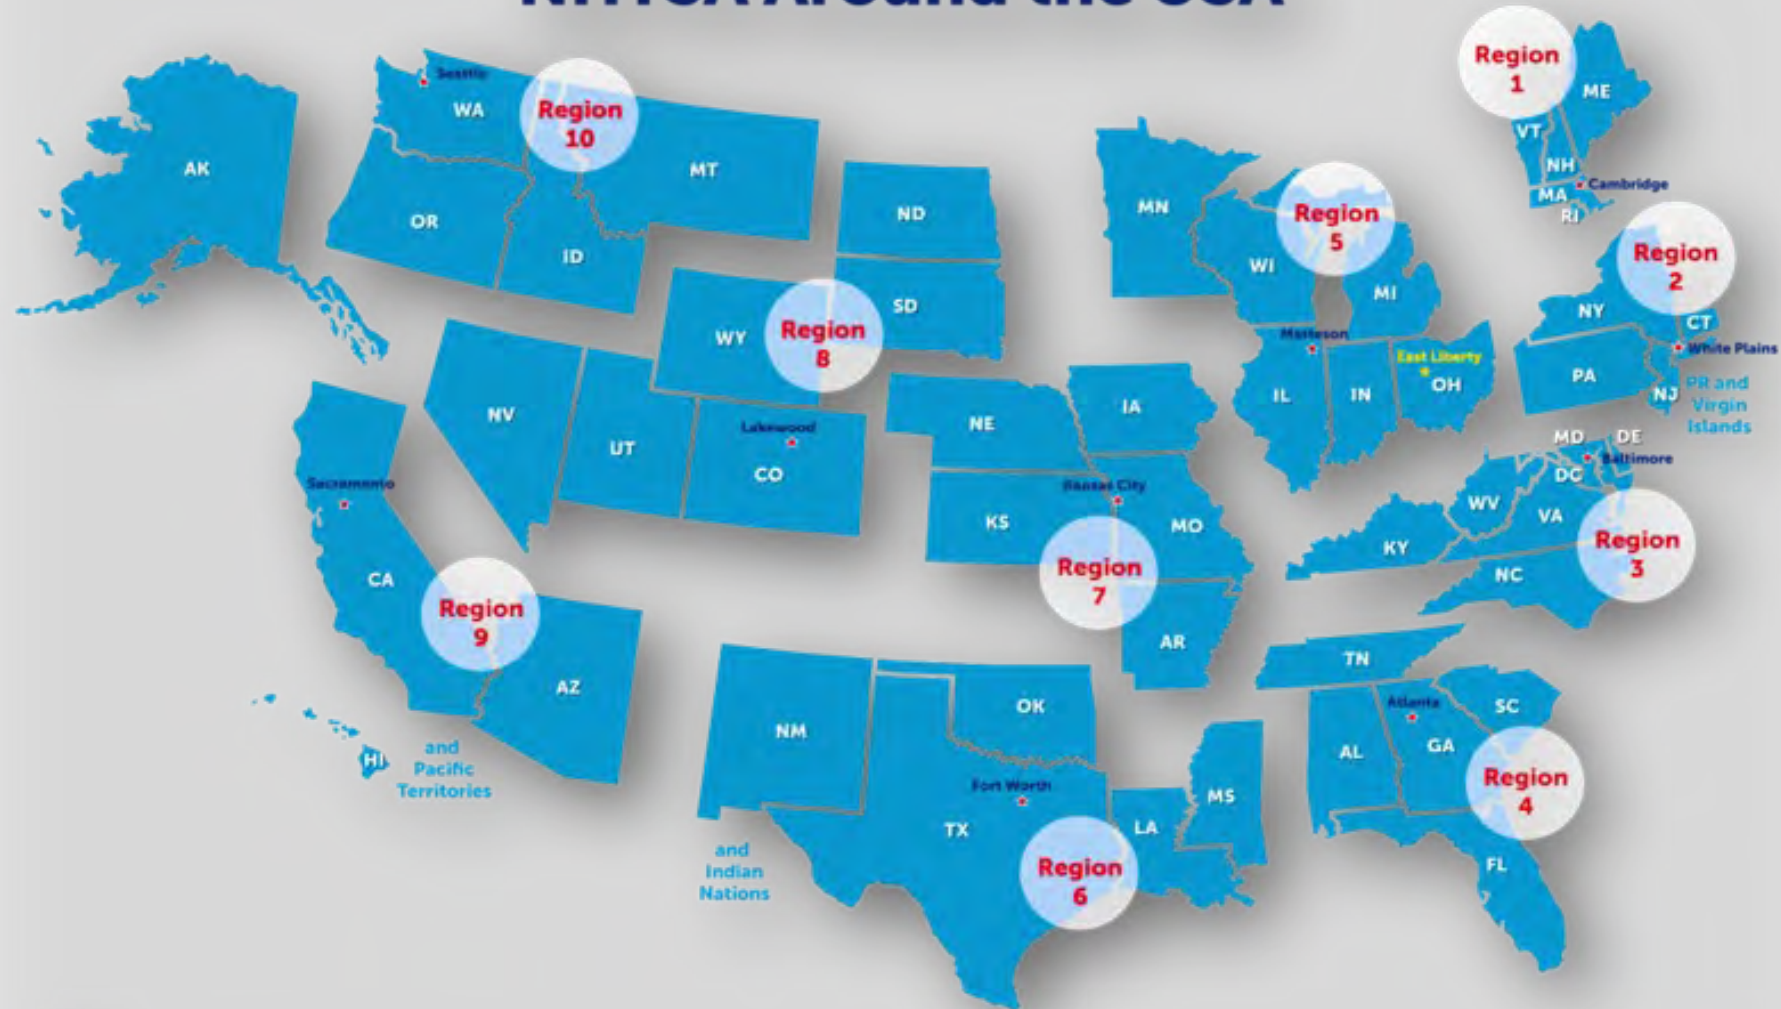 Around the USA
Region
1
ME
VT
NH
MA
Cambridge
RI
Seattle
WA
Region
10
MT
AK
OR
ID
ND
SD
WY
Region
8
MN
WI
Region
5
MI
Region
2
NY
CT
White Plains
PA
NJ
PR and
Virgin
Islands
Matteson
East Liberty
IL
IN
OH
NV
UT
Lakewood
CO
NE
IA
Kansas City
KS
MO
Region
7
AR
MD
DE
Baltimore
DC
WV
VA
KY
NC
Region
3
Sacramento
CA
Region
9
AZ
HI
and
Pacific
Territories
NM
OK
Fort Worth
TX
LA
MS
Region
6
and
Indian
Nations
TN
Atlanta
SC
AL
GA
Region
4
FL